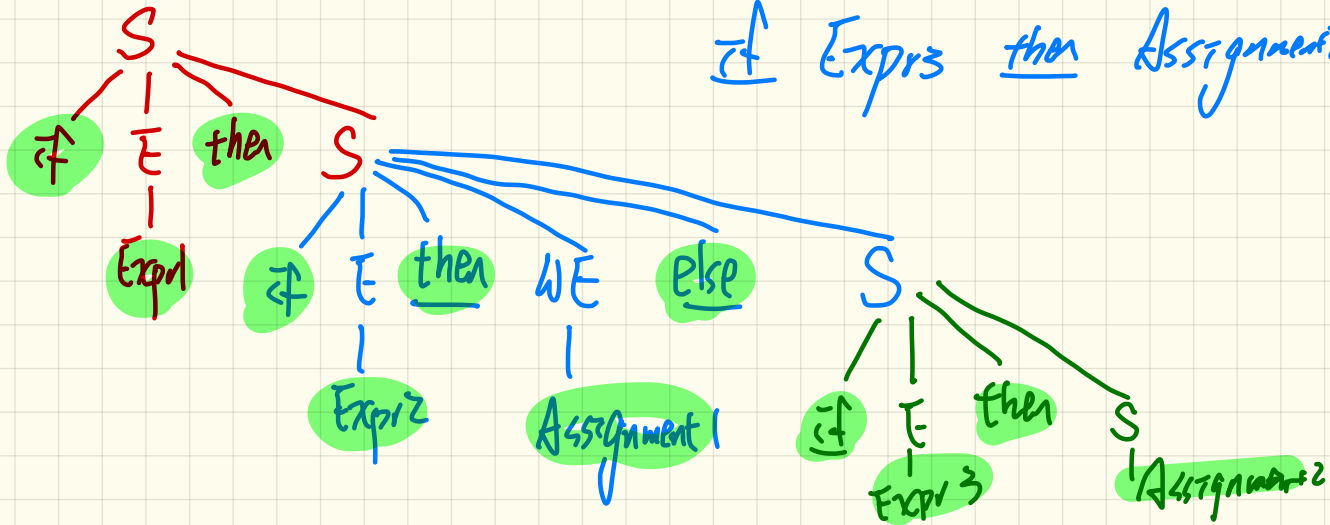 S
if Expr3 then Assignment
if E then S
Expr1 if E then WE else S
Expr2 Assignment1 if E then S
Expr3 Assignment2